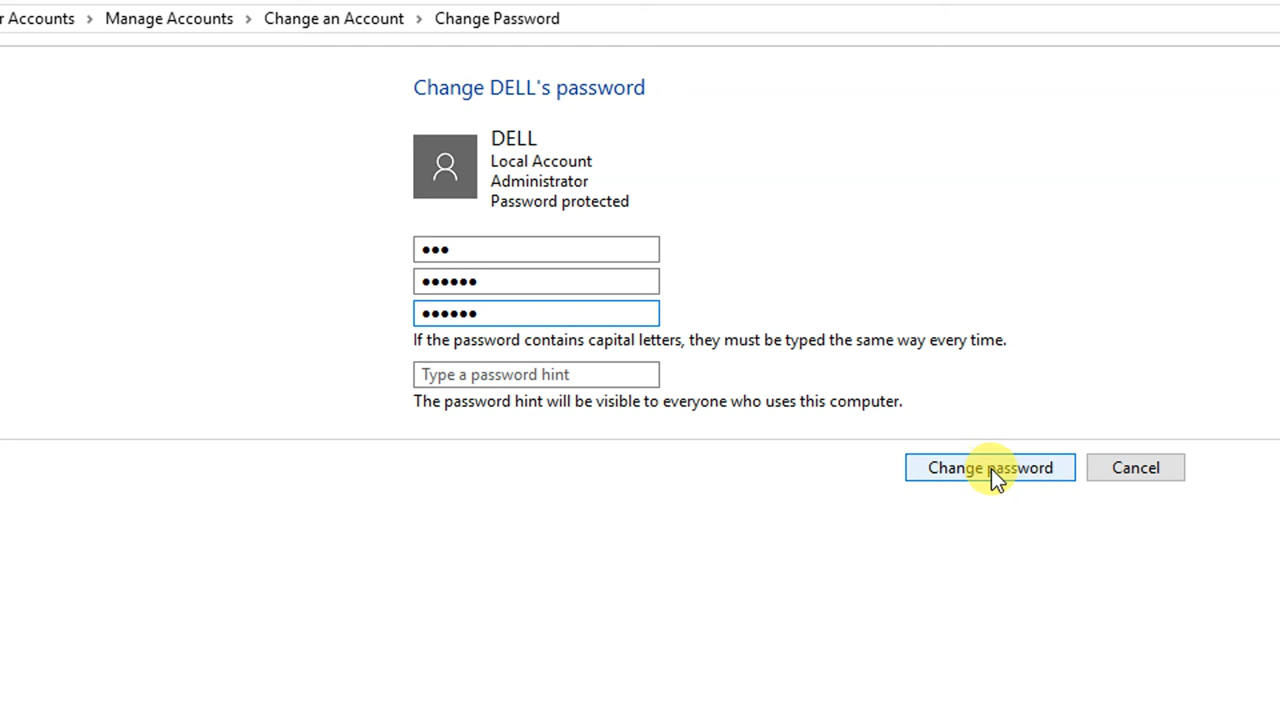 r Accounts > Manage Accounts > Change an Account > Change Password
Change DELL's password
DELL
Local Account
Administrator
Password protected
●●●
●●●●●●
●●●●●●
If the password contains capital letters, they must be typed the same way every time.
Type a password hint
The password hint will be visible to everyone who uses this computer.
Change password Cancel